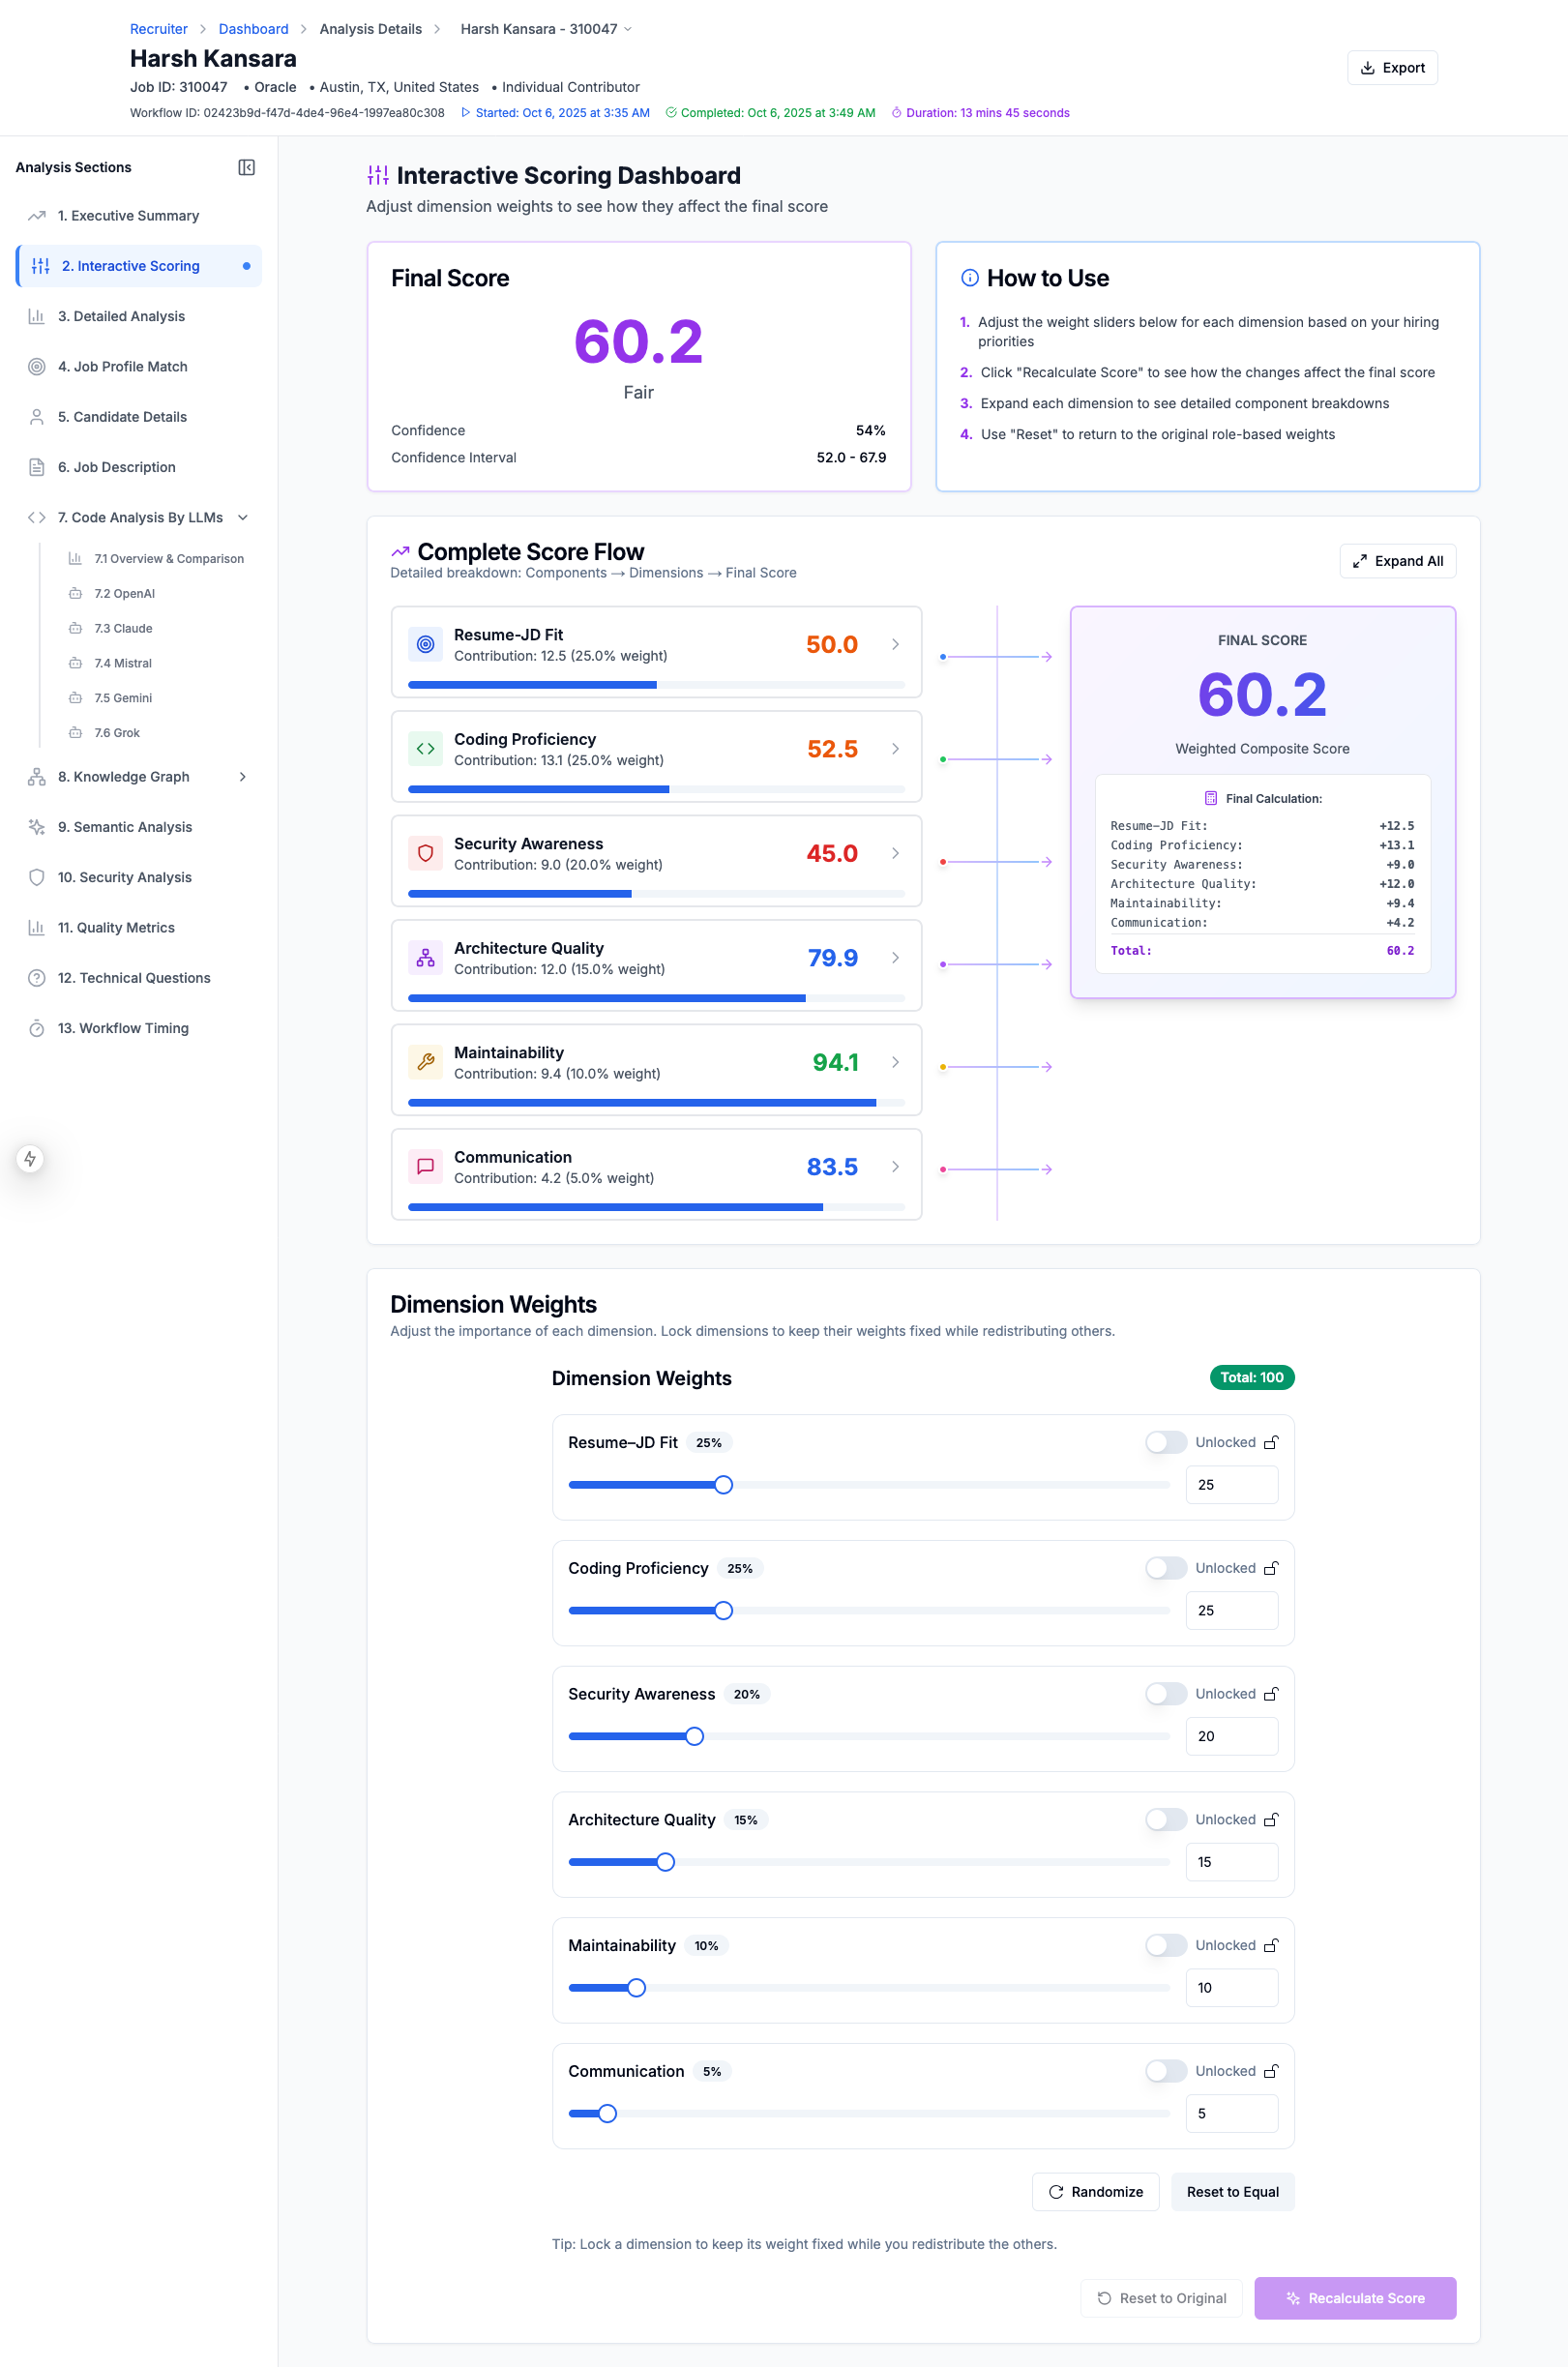 Recruiter > Dashboard > Analysis Details > Harsh Kansara - 310047
Harsh Kansara
Export
Job ID: 310047 • Oracle • Austin, TX, United States • Individual Contributor
Workflow ID: 02423b9d-f47d-4de4-96e4-1997ea80c308 Started: Oct 6, 2025 at 3:35 AM Completed: Oct 6, 2025 at 3:49 AM Duration: 13 mins 45 seconds
Analysis Sections
1. Executive Summary
2. Interactive Scoring
3. Detailed Analysis
4. Job Profile Match
5. Candidate Details
6. Job Description
7. Code Analysis By LLMs
7.1 Overview & Comparison
7.2 OpenAI
7.3 Claude
7.4 Mistral
7.5 Gemini
7.6 Grok
8. Knowledge Graph
9. Semantic Analysis
10. Security Analysis
11. Quality Metrics
12. Technical Questions
13. Workflow Timing
Interactive Scoring Dashboard
Adjust dimension weights to see how they affect the final score
Final Score
60.2
Fair
Confidence 54%
Confidence Interval 52.0 - 67.9
How to Use
1. Adjust the weight sliders below for each dimension based on your hiring
priorities
2. Click "Recalculate Score" to see how the changes affect the final score
3. Expand each dimension to see detailed component breakdowns
4. Use "Reset" to return to the original role-based weights
Complete Score Flow
Detailed breakdown: Components → Dimensions → Final Score
Expand All
Resume-JD Fit
Contribution: 12.5 (25.0% weight)
50.0
Coding Proficiency
Contribution: 13.1 (25.0% weight)
52.5
Security Awareness
Contribution: 9.0 (20.0% weight)
45.0
Architecture Quality
Contribution: 12.0 (15.0% weight)
79.9
Maintainability
Contribution: 9.4 (10.0% weight)
94.1
Communication
Contribution: 4.2 (5.0% weight)
83.5
FINAL SCORE
60.2
Weighted Composite Score
Final Calculation:
Resume–JD Fit: +12.5
Coding Proficiency: +13.1
Security Awareness: +9.0
Architecture Quality: +12.0
Maintainability: +9.4
Communication: +4.2
Total: 60.2
Dimension Weights
Adjust the importance of each dimension. Lock dimensions to keep their weights fixed while redistributing others.
Dimension Weights
Total: 100
Resume–JD Fit 25% Unlocked
25
Coding Proficiency 25% Unlocked
25
Security Awareness 20% Unlocked
20
Architecture Quality 15% Unlocked
15
Maintainability 10% Unlocked
10
Communication 5% Unlocked
5
Randomize
Reset to Equal
Tip: Lock a dimension to keep its weight fixed while you redistribute the others.
Reset to Original
Recalculate Score